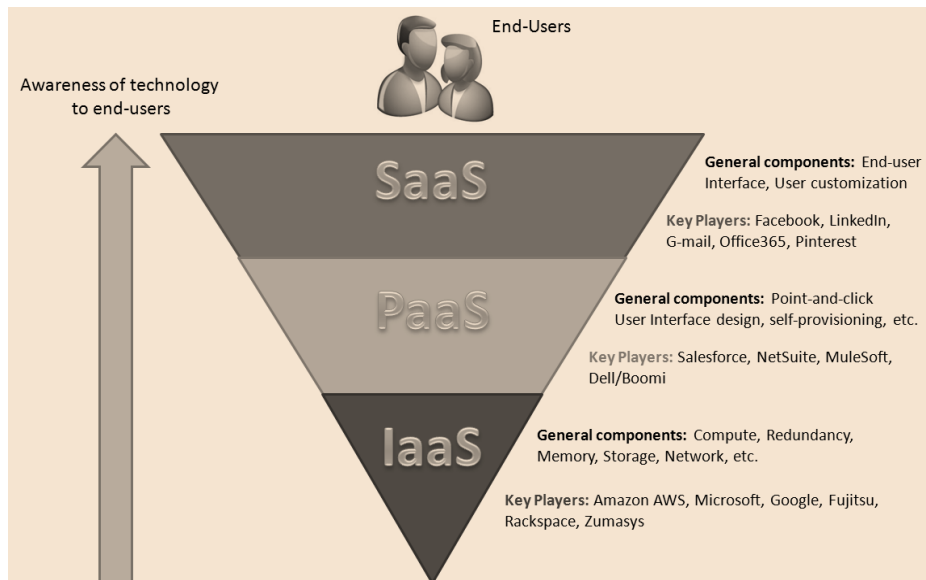 End-Users
Awareness of technology
to end-users
SaaS
General components: End-user
Interface, User customization
Key Players: Facebook, LinkedIn,
G-mail, Office365, Pinterest
PaaS
General components: Point-and-click
User Interface design, self-provisioning, etc.
Key Players: Salesforce, NetSuite, MuleSoft,
Dell/Boomi
IaaS
General components: Compute, Redundancy,
Memory, Storage, Network, etc.
Key Players: Amazon AWS, Microsoft, Google, Fujitsu,
Rackspace, Zumasys